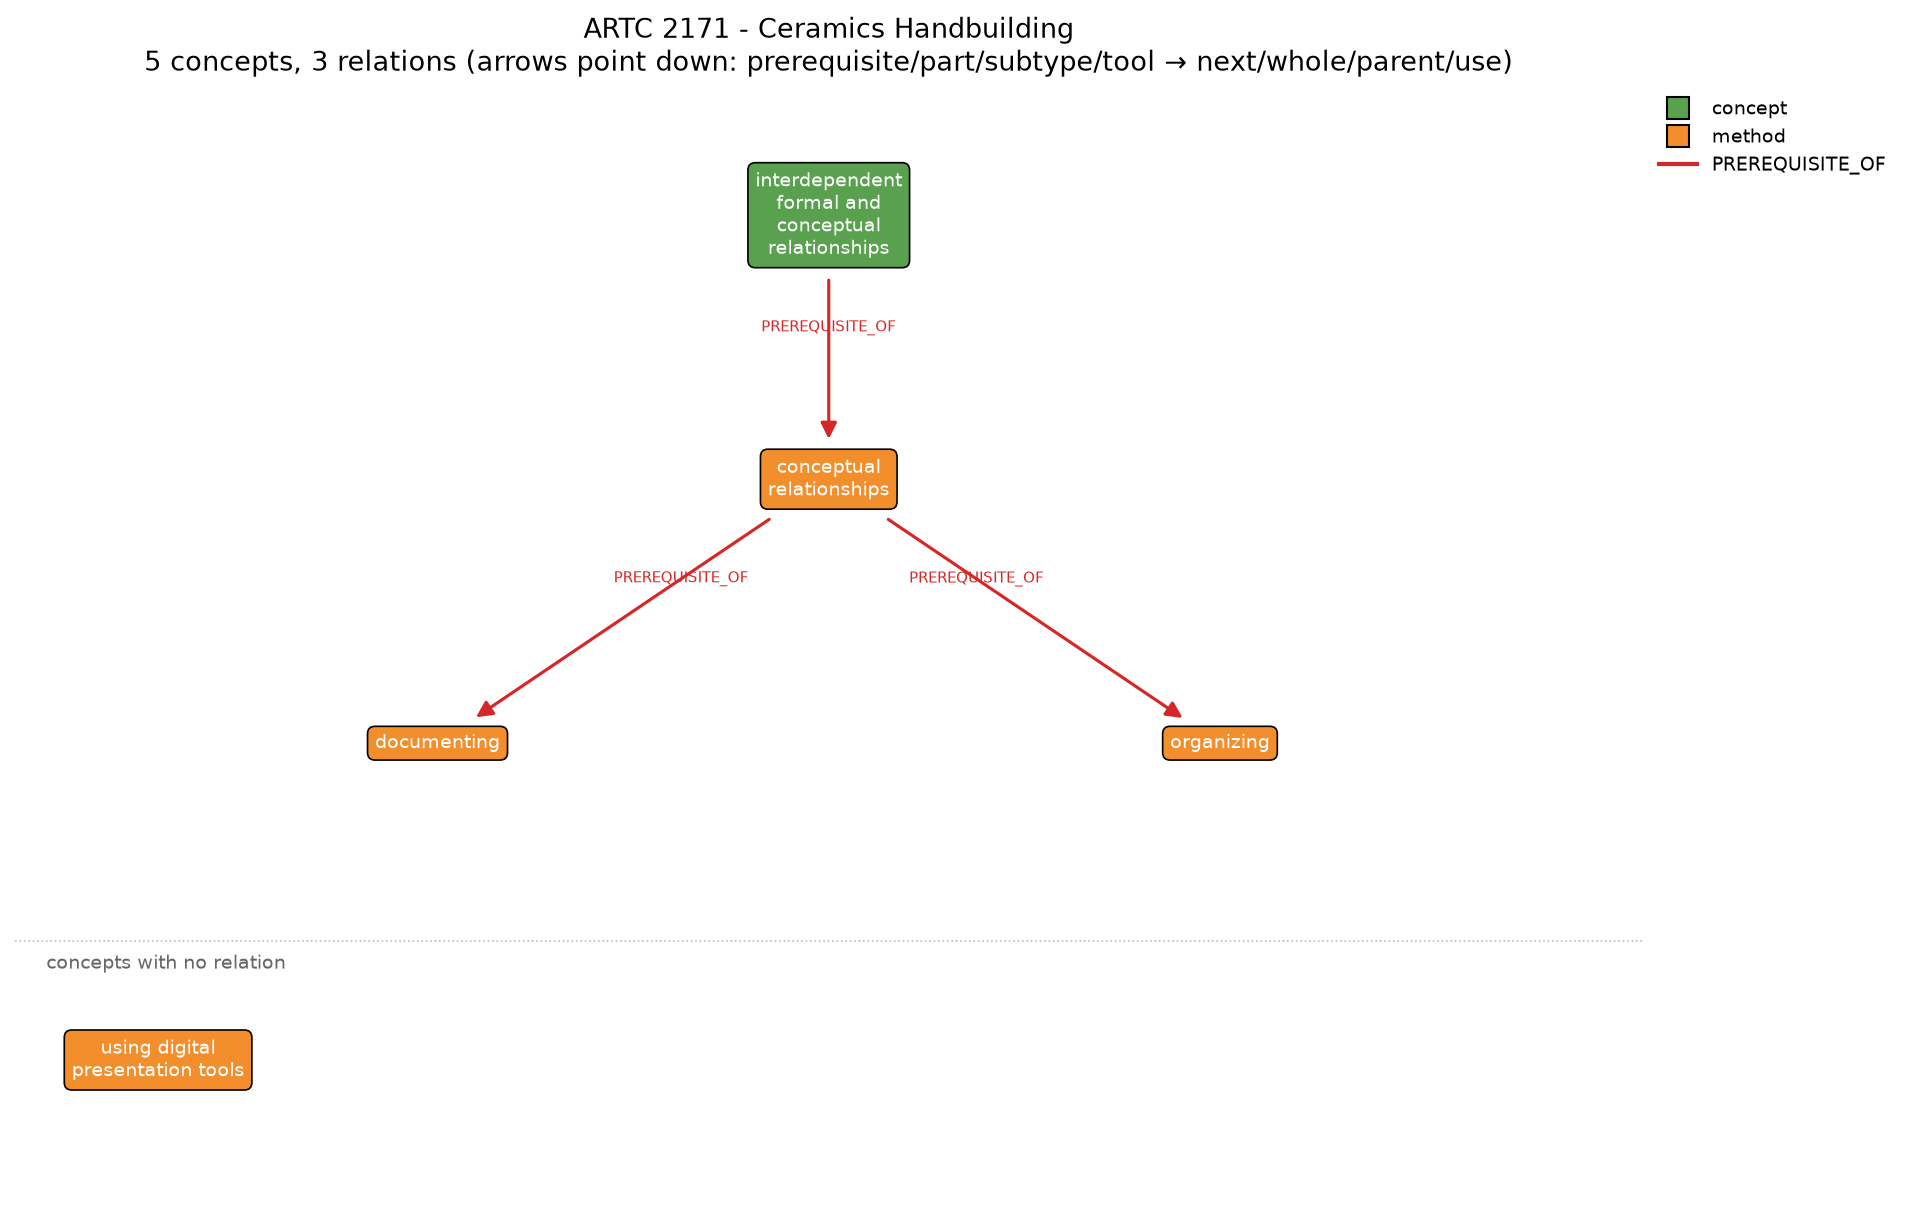 ARTC 2171 - Ceramics Handbuilding
5 concepts, 3 relations (arrows point down: prerequisite/part/subtype/tool → next/whole/parent/use)
concept
method
PREREQUISITE_OF
interdependent
formal and
conceptual
relationships
PREREQUISITE_OF
conceptual
relationships
PREREQUISITE_OF
PREREQUISITE_OF
documenting
organizing
concepts with no relation
using digital
presentation tools